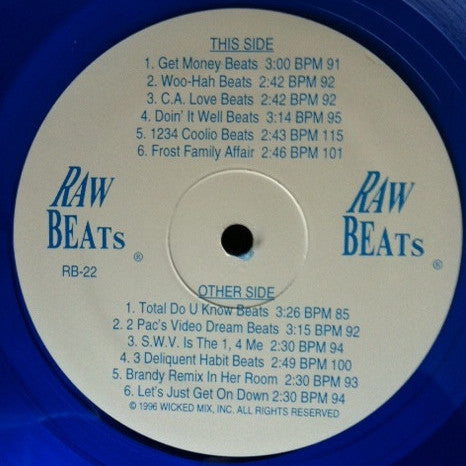 THIS SIDE
1. Get Money Beats 3:00 BPM 91
2. Woo-Hah Beats 2:42 BPM 92
3. C.A. Love Beats 2:42 BPM 92
4. Doin' It Well Beats 3:14 BPM 95
5. 1234 Coolio Beats 2:43 BPM 115
6. Frost Family Affair 2:46 BPM 101
RAW
BEATS ®
RB-22
RAW
BEATS ®
OTHER SIDE
1. Total Do U Know Beats 3:26 BPM 85
2. 2 Pac's Video Dream Beats 3:15 BPM 92
3. S.W.V. Is The 1, 4 Me 2:30 BPM 94
4. 3 Deliquent Habit Beats 2:49 BPM 100
5. Brandy Remix In Her Room 2:30 BPM 93
6. Let's Just Get On Down 2:30 BPM 94
© 1996 WICKED MIX, INC. ALL RIGHTS RESERVED